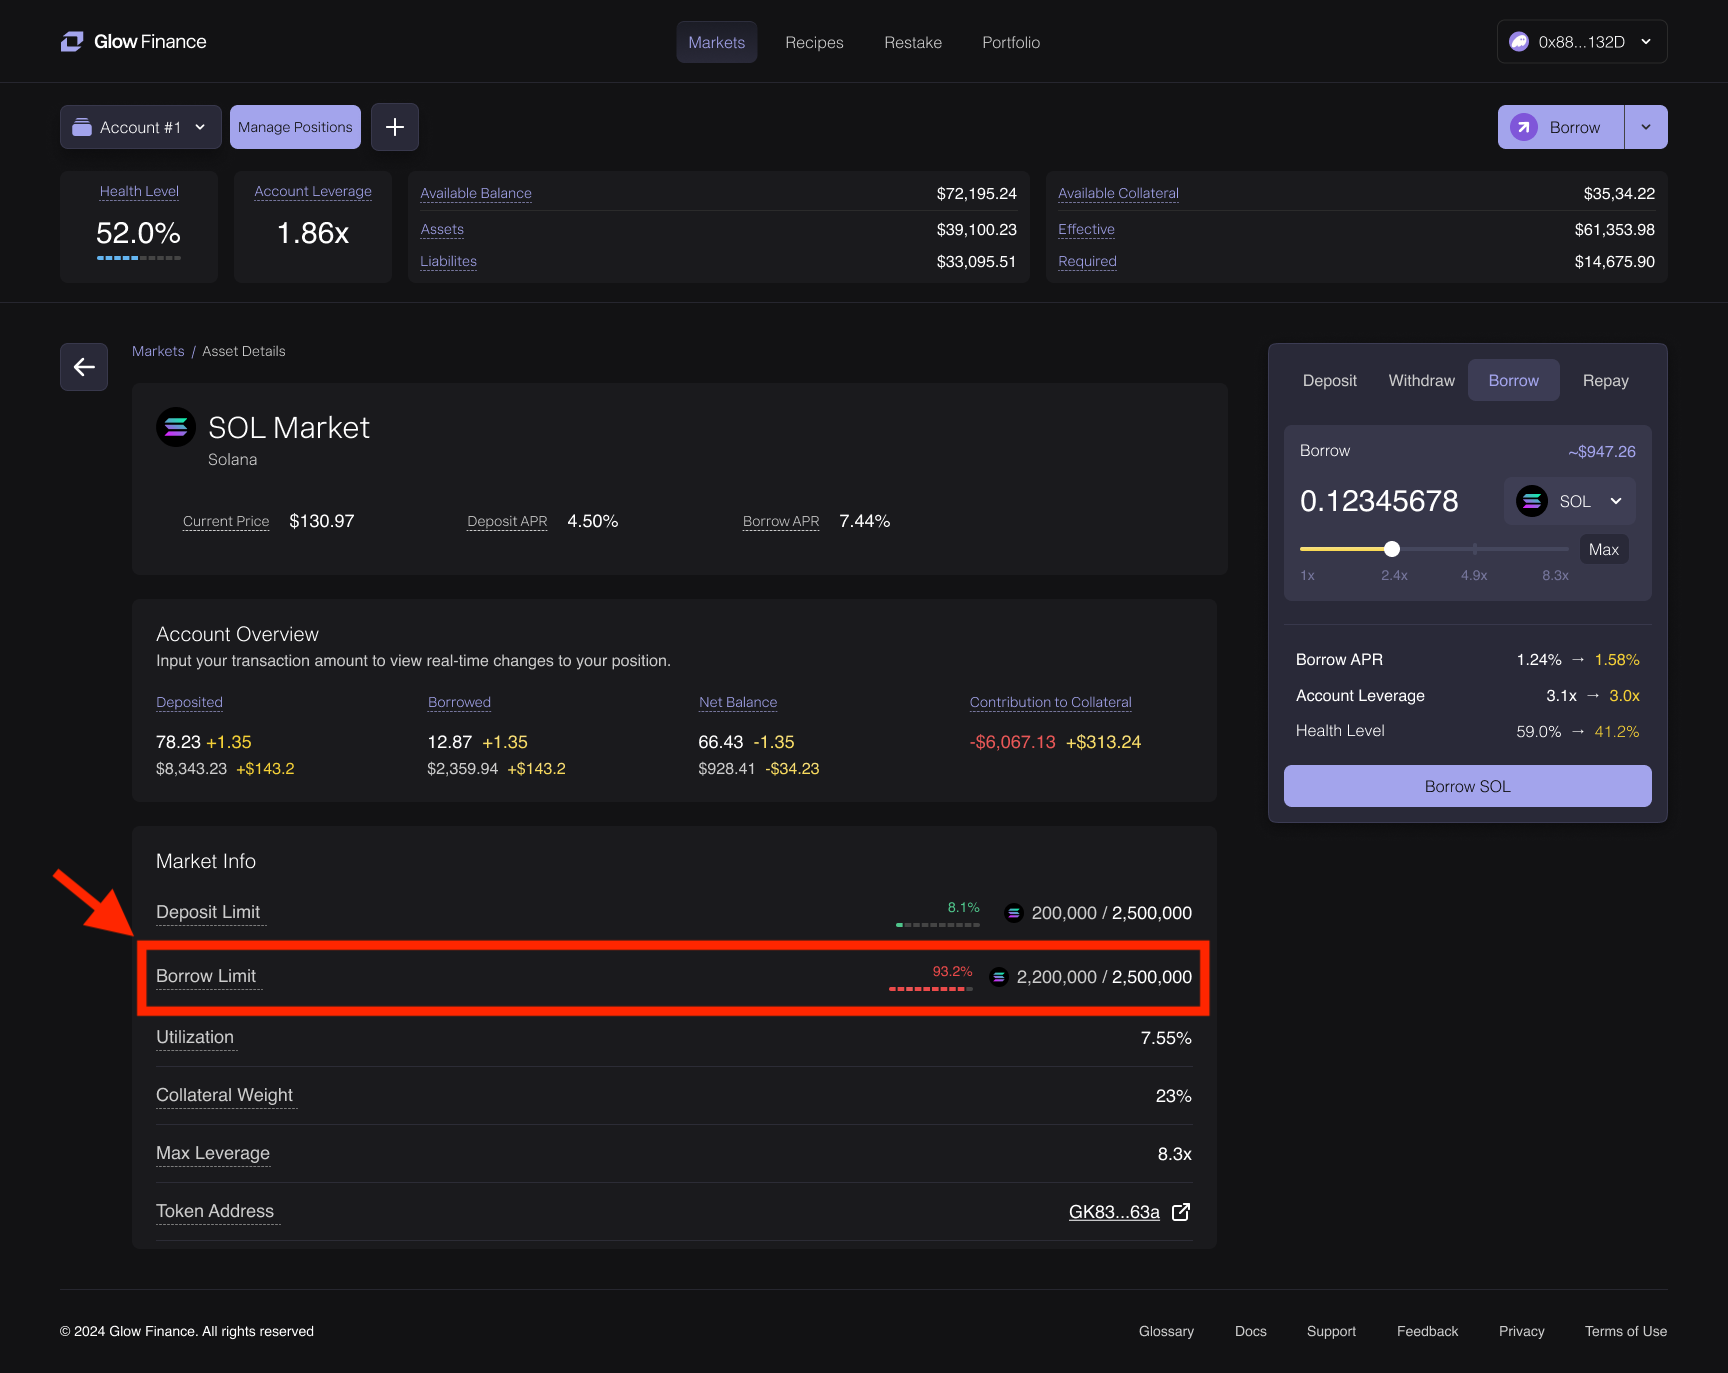 Glow Finance
Markets Recipes Restake Portfolio
0x88...132D
Account #1 Manage Positions
Borrow
Health Level
52.0%
Account Leverage
1.86x
Available Balance $72,195.24
Assets $39,100.23
Liabilites $33,095.51
Available Collateral $35,34.22
Effective $61,353.98
Required $14,675.90
Markets / Asset Details
SOL Market
Solana
Current Price $130.97 Deposit APR 4.50% Borrow APR 7.44%
Account Overview
Input your transaction amount to view real-time changes to your position.
Deposited Borrowed Net Balance Contribution to Collateral
78.23 +1.35 12.87 +1.35 66.43 -1.35 -$6,067.13 +$313.24
$8,343.23 +$143.2 $2,359.94 +$143.2 $928.41 -$34.23
Market Info
Deposit Limit 8.1% 200,000 / 2,500,000
Borrow Limit 93.2% 2,200,000 / 2,500,000
Utilization 7.55%
Collateral Weight 23%
Max Leverage 8.3x
Token Address GK83...63a
Deposit Withdraw Borrow Repay
Borrow ~$947.26
0.12345678 SOL
Max
1x 2.4x 4.9x 8.3x
Borrow APR 1.24% → 1.58%
Account Leverage 3.1x → 3.0x
Health Level 59.0% → 41.2%
Borrow SOL
© 2024 Glow Finance. All rights reserved
Glossary Docs Support Feedback Privacy Terms of Use